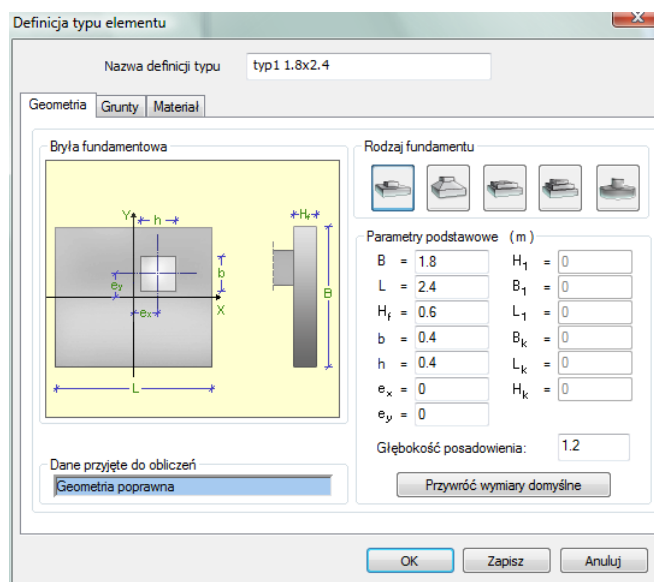 Definicja typu elementu
x
Nazwa definicji typu typ1 1.8x2.4
Geometria Grunty Materiał
Bryła fundamentowa
Y h Hf
b
B
ey
X
ex
L
Rodzaj fundamentu
Parametry podstawowe (m)
B = 1.8 H1 = 0
L = 2.4 B1 = 0
Hf = 0.6 L1 = 0
b = 0.4 Bk = 0
h = 0.4 Lk = 0
ex = 0 Hk = 0
ey = 0
Głębokość posadowienia: 1.2
Przywróć wymiary domyślne
Dane przyjęte do obliczeń
Geometria poprawna
OK Zapisz Anuluj